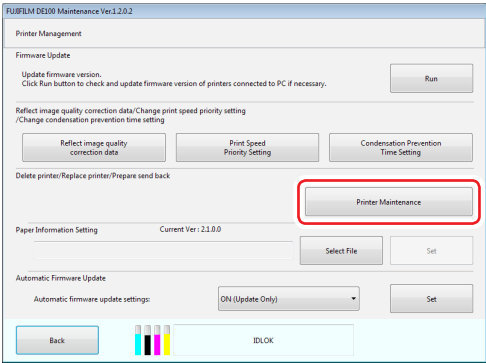 FUJIFILM DE100 Maintenance Ver.1.2.0.2
Printer Management
Firmware Update
Update firmware version.
Click Run button to check and update firmware version of printers connected to PC if necessary.
Run
Reflect image quality correction data/Change print speed priority setting
/Change condensation prevention time setting
Reflect image quality
correction data
Print Speed
Priority Setting
Condensation Prevention
Time Setting
Delete printer/Replace printer/Prepare send back
Printer Maintenance
Paper Information Setting
Current Ver : 2.1.0.0
Select File
Set
Automatic Firmware Update
Automatic firmware update settings:
ON (Update Only)
Set
Back
IDLOK